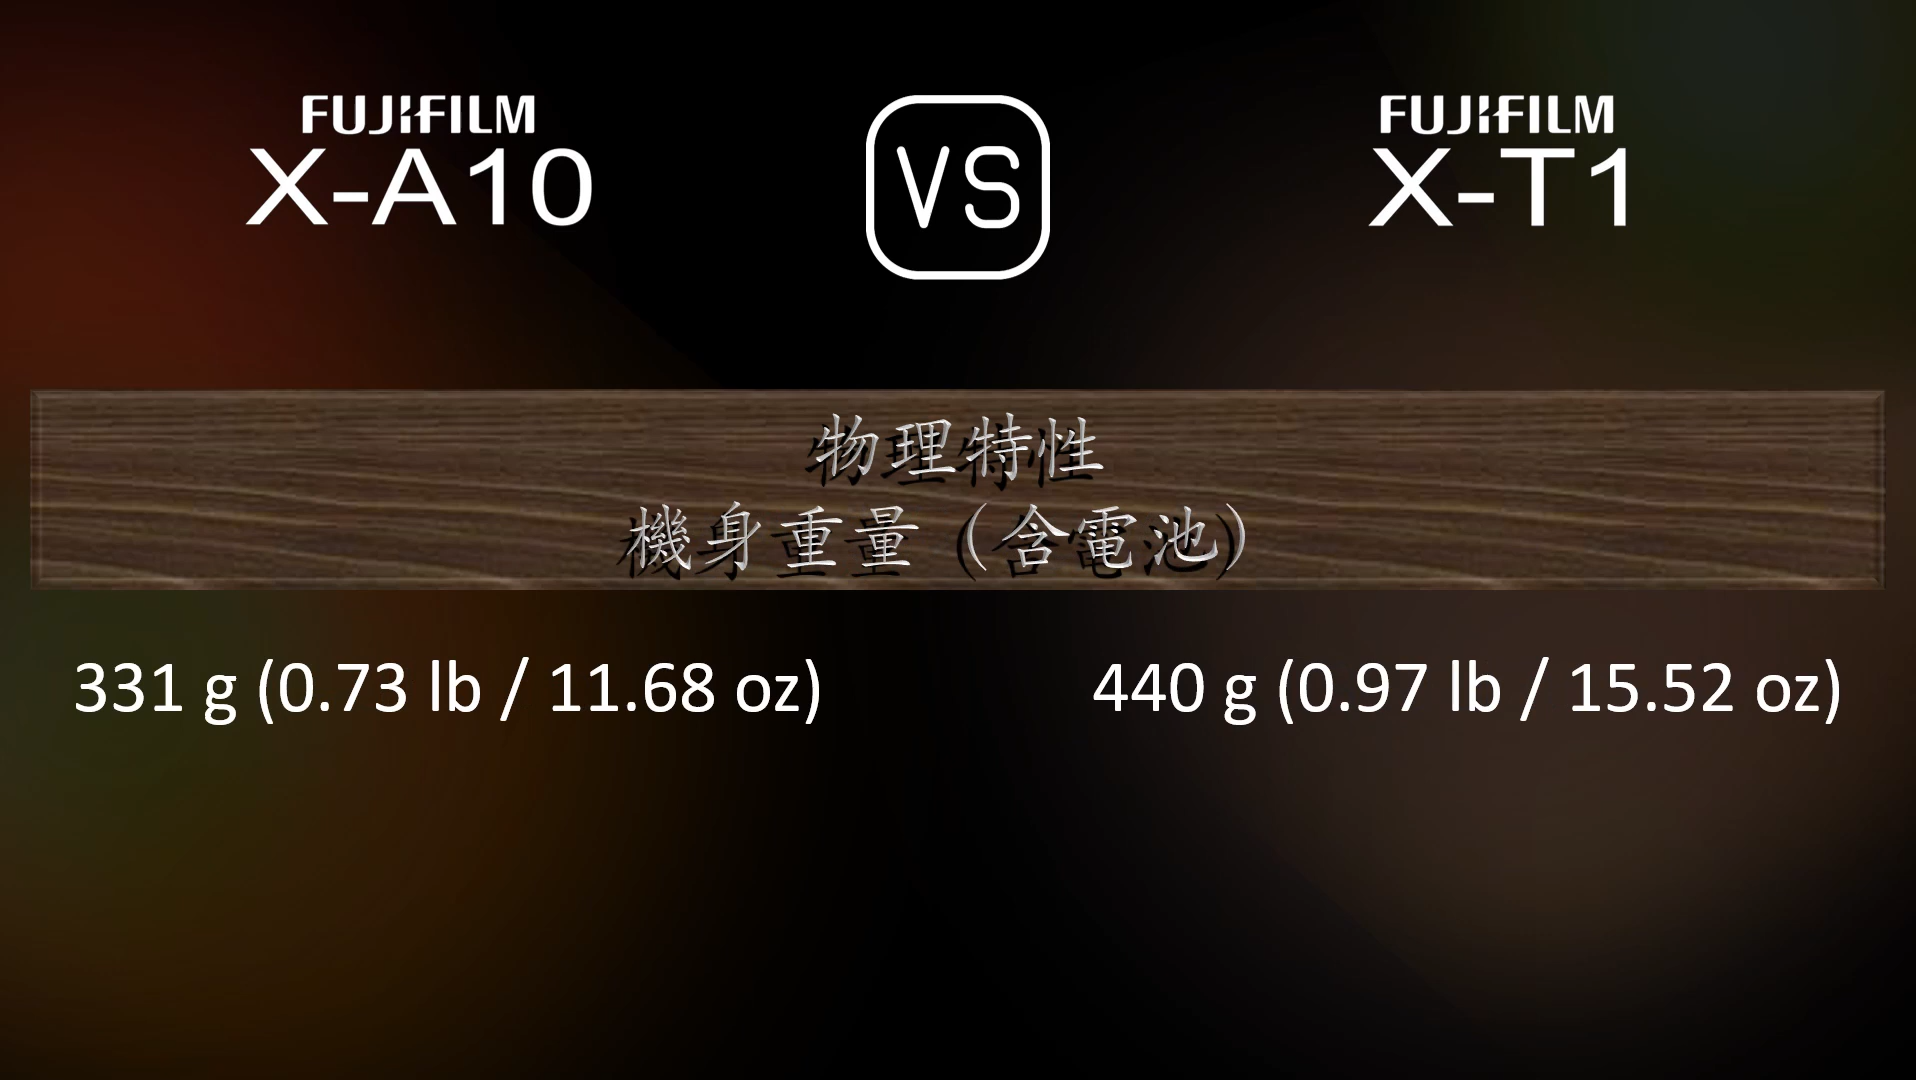 FUJIFILM
X-A10
VS
FUJIFILM
X-T1
物理特性
機身重量（含電池）
331 g (0.73 lb / 11.68 oz)
440 g (0.97 lb / 15.52 oz)